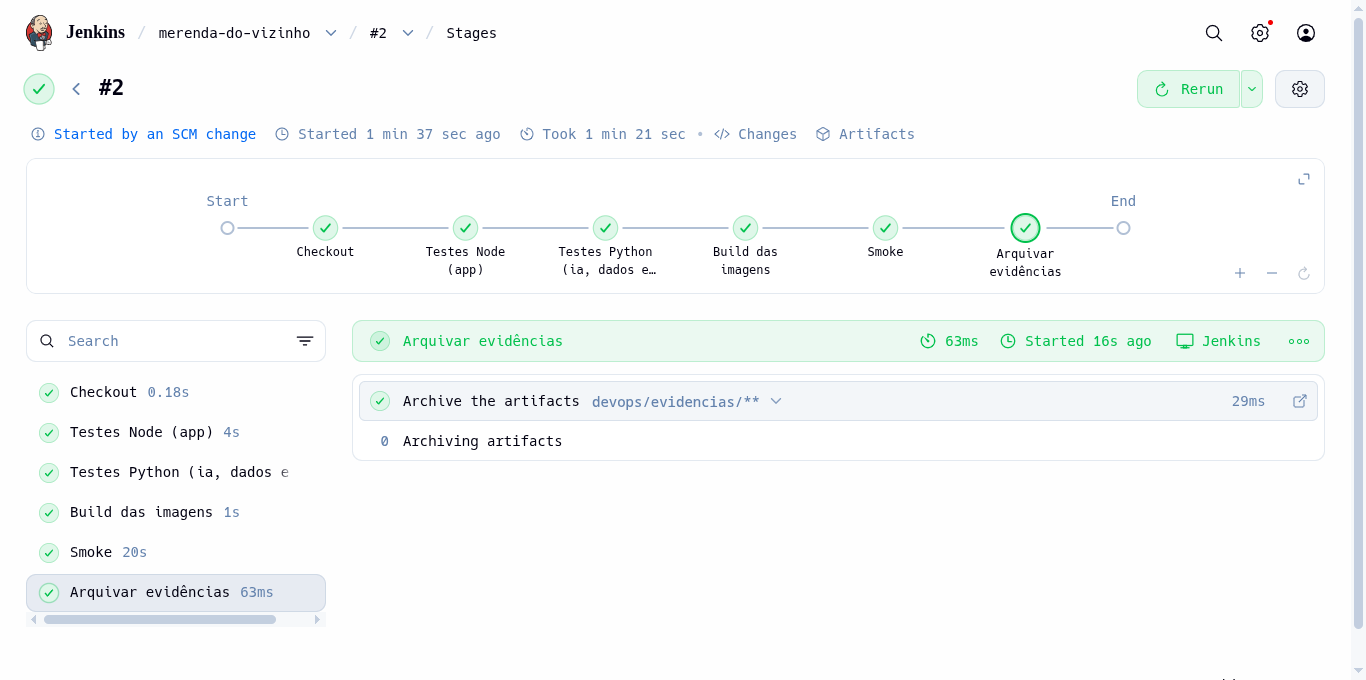 Jenkins / merenda-do-vizinho / #2 / Stages
#2
Rerun
Started by an SCM change Started 1 min 37 sec ago Took 1 min 21 sec • </> Changes Artifacts
Start
End
Checkout
Testes Node
(app)
Testes Python
(ia, dados e…
Build das
imagens
Smoke
Arquivar
evidências
Search
Checkout 0.18s
Testes Node (app) 4s
Testes Python (ia, dados e
Build das imagens 1s
Smoke 20s
Arquivar evidências 63ms
Arquivar evidências 63ms Started 16s ago Jenkins
Archive the artifacts devops/evidencias/** 29ms
0 Archiving artifacts